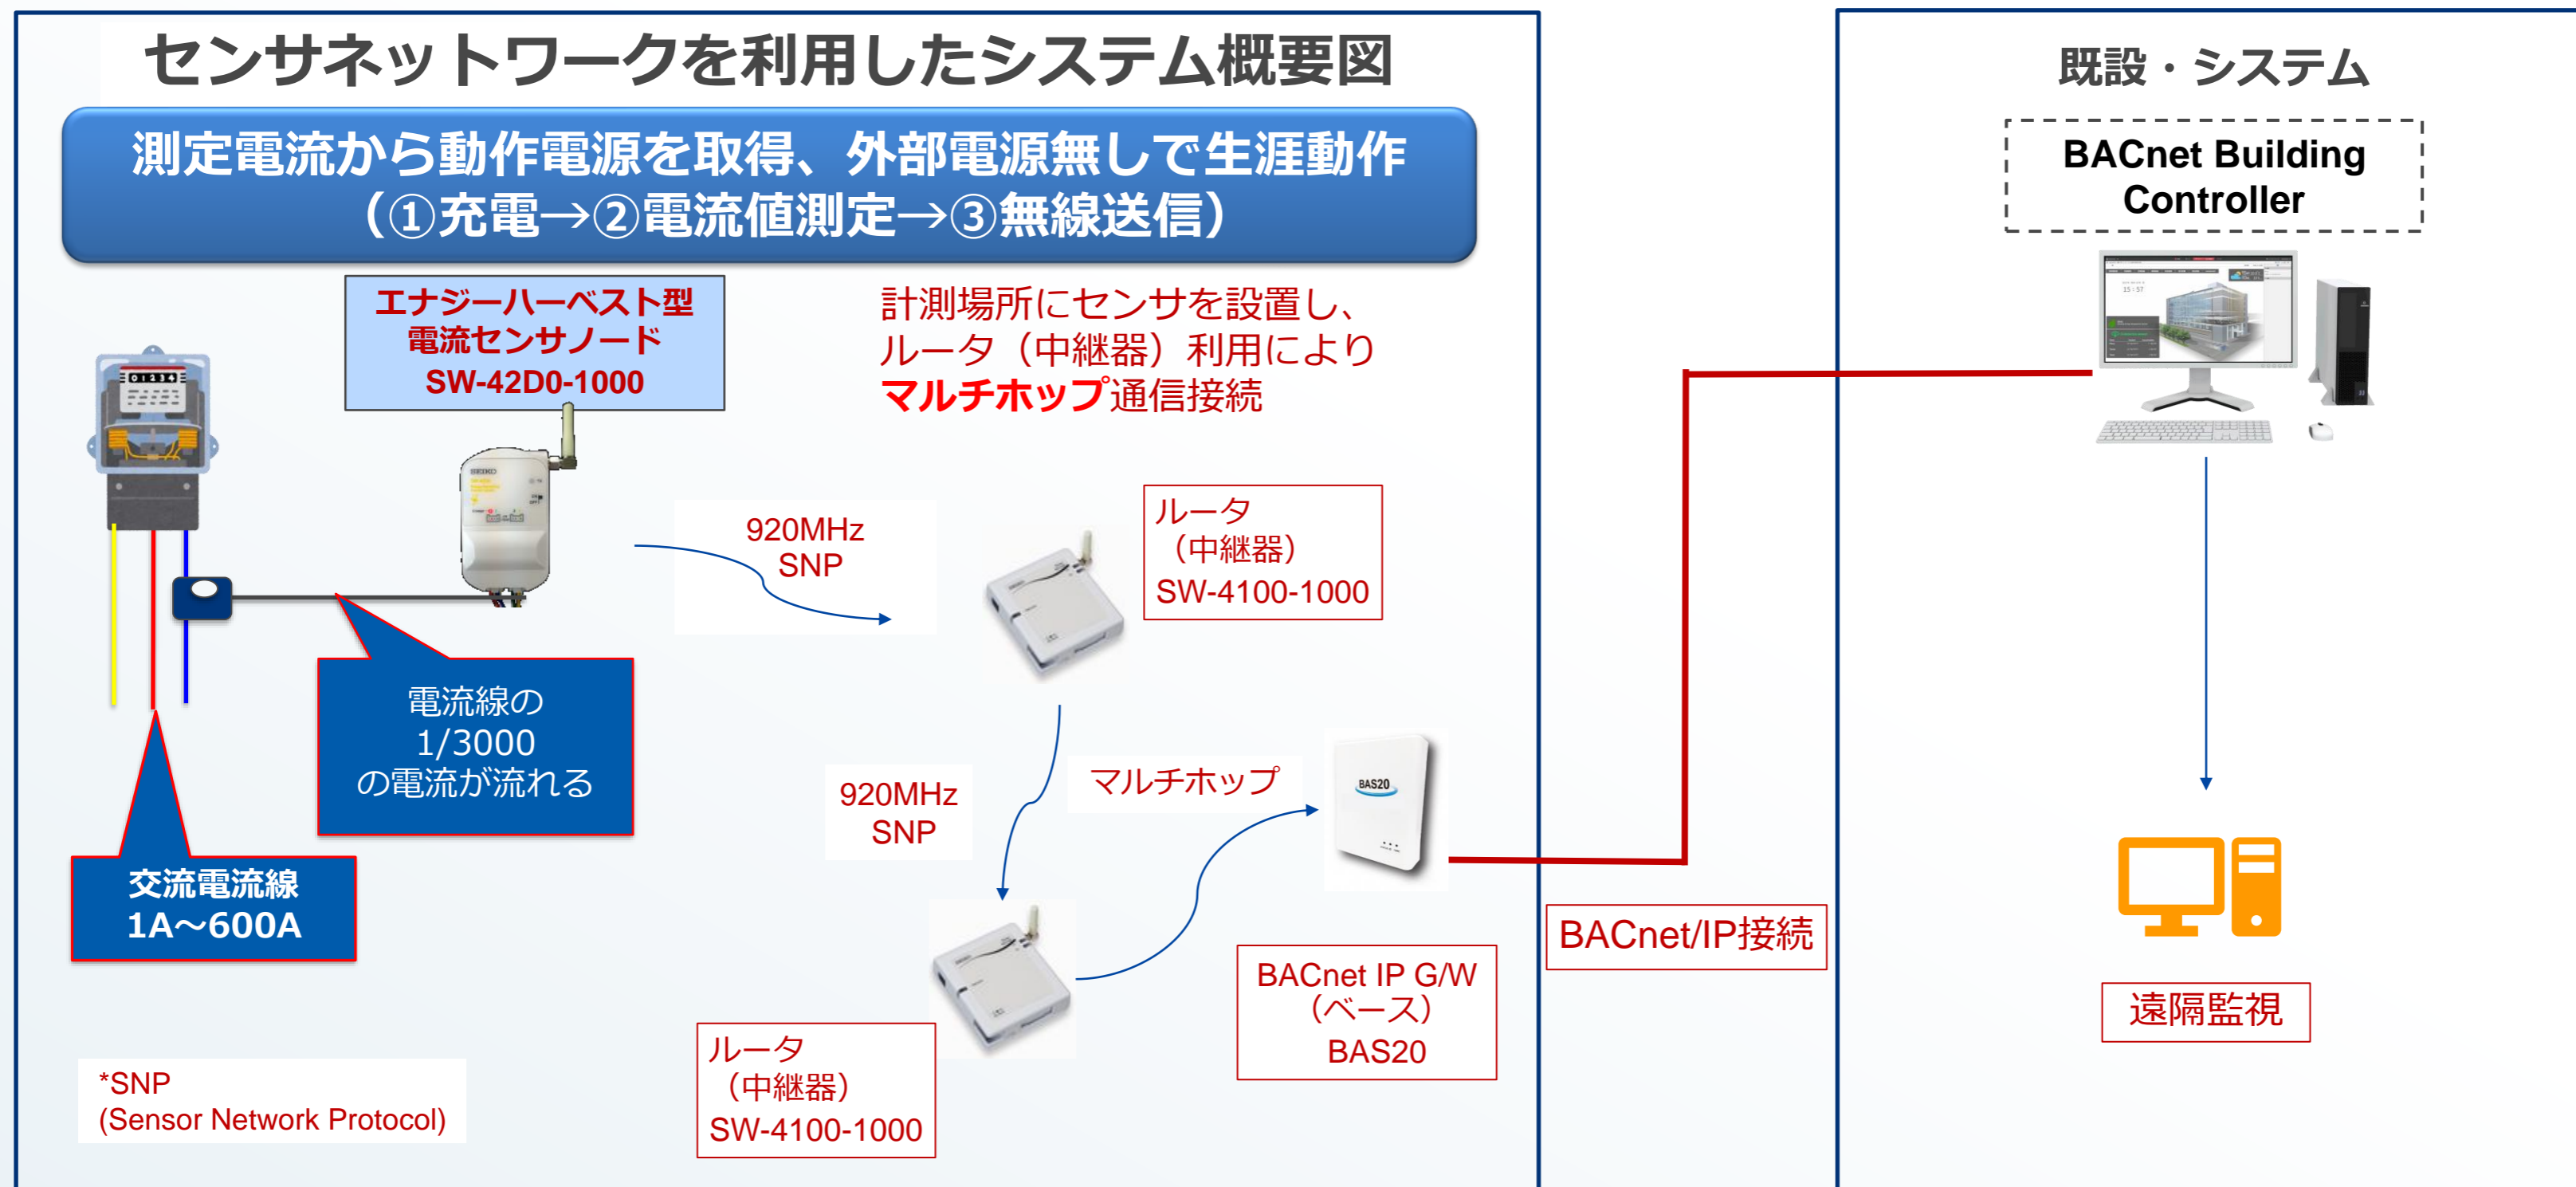 センサネットワークを利用したシステム概要図
測定電流から動作電源を取得、外部電源無しで生涯動作
（①充電→②電流値測定→③無線送信）
エナジーハーベスト型
電流センサノード
SW-42D0-1000
計測場所にセンサを設置し、
ルータ（中継器）利用により
マルチホップ通信接続
01234
SEIKO
920MHz
SNP
ルータ
（中継器）
SW-4100-1000
電流線の
1/3000
の電流が流れる
交流電流線
1A～600A
920MHz
SNP
マルチホップ
BAS20
ルータ
（中継器）
SW-4100-1000
BACnet IP G/W
（ベース）
BAS20
*SNP
(Sensor Network Protocol)
BACnet/IP接続
既設・システム
BACnet Building
Controller
15:57
遠隔監視